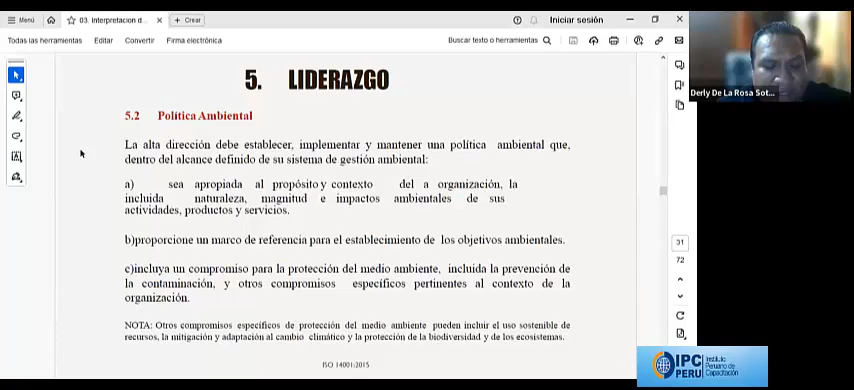 Menú
03. Interpretacion d...
Crear
Iniciar sesión
Todas las herramientas
Editar
Convertir
Firma electrónica
Buscar texto o herramientas
5. LIDERAZGO
5.2 Política Ambiental
La alta dirección debe establecer, implementar y mantener una política ambiental que,
dentro del alcance definido de su sistema de gestión ambiental:
a) sea apropiada al propósito y contexto del a organización, la
incluida naturaleza, magnitud e impactos ambientales de sus
actividades, productos y servicios.
b)proporcione un marco de referencia para el establecimiento de los objetivos ambientales.
c)incluya un compromiso para la protección del medio ambiente, incluida la prevención de
la contaminación, y otros compromisos específicos pertinentes al contexto de la
organización.
NOTA: Otros compromisos específicos de protección del medio ambiente pueden incluir el uso sostenible de
recursos, la mitigación y adaptación al cambio climático y la protección de la biodiversidad y de los ecosistemas.
ISO 14001:2015
31
72
Derly De La Rosa Sot...
IPC
PERU
Instituto
Peruano de
Capacitación